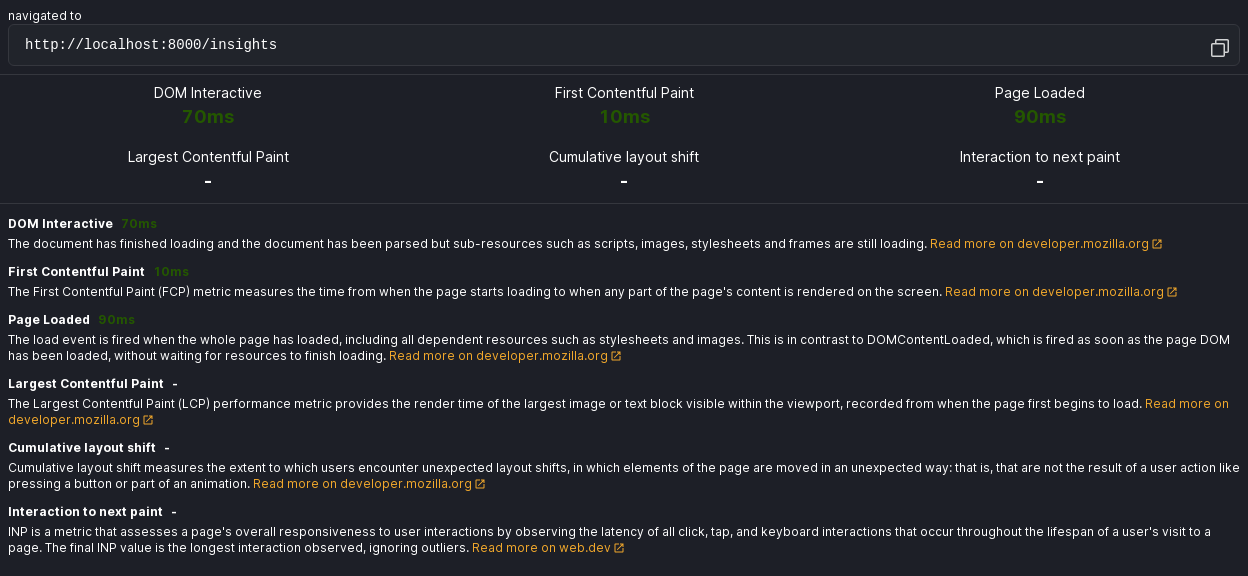 navigated to
http://localhost:8000/insights
DOM Interactive
First Contentful Paint
Page Loaded
70ms
10ms
90ms
Largest Contentful Paint
Cumulative layout shift
Interaction to next paint
-
-
-
DOM Interactive 70ms
The document has finished loading and the document has been parsed but sub-resources such as scripts, images, stylesheets and frames are still loading. Read more on developer.mozilla.org
First Contentful Paint 10ms
The First Contentful Paint (FCP) metric measures the time from when the page starts loading to when any part of the page's content is rendered on the screen. Read more on developer.mozilla.org
Page Loaded 90ms
The load event is fired when the whole page has loaded, including all dependent resources such as stylesheets and images. This is in contrast to DOMContentLoaded, which is fired as soon as the page DOM
has been loaded, without waiting for resources to finish loading. Read more on developer.mozilla.org
Largest Contentful Paint -
The Largest Contentful Paint (LCP) performance metric provides the render time of the largest image or text block visible within the viewport, recorded from when the page first begins to load. Read more on
developer.mozilla.org
Cumulative layout shift -
Cumulative layout shift measures the extent to which users encounter unexpected layout shifts, in which elements of the page are moved in an unexpected way: that is, that are not the result of a user action like
pressing a button or part of an animation. Read more on developer.mozilla.org
Interaction to next paint -
INP is a metric that assesses a page's overall responsiveness to user interactions by observing the latency of all click, tap, and keyboard interactions that occur throughout the lifespan of a user's visit to a
page. The final INP value is the longest interaction observed, ignoring outliers. Read more on web.dev